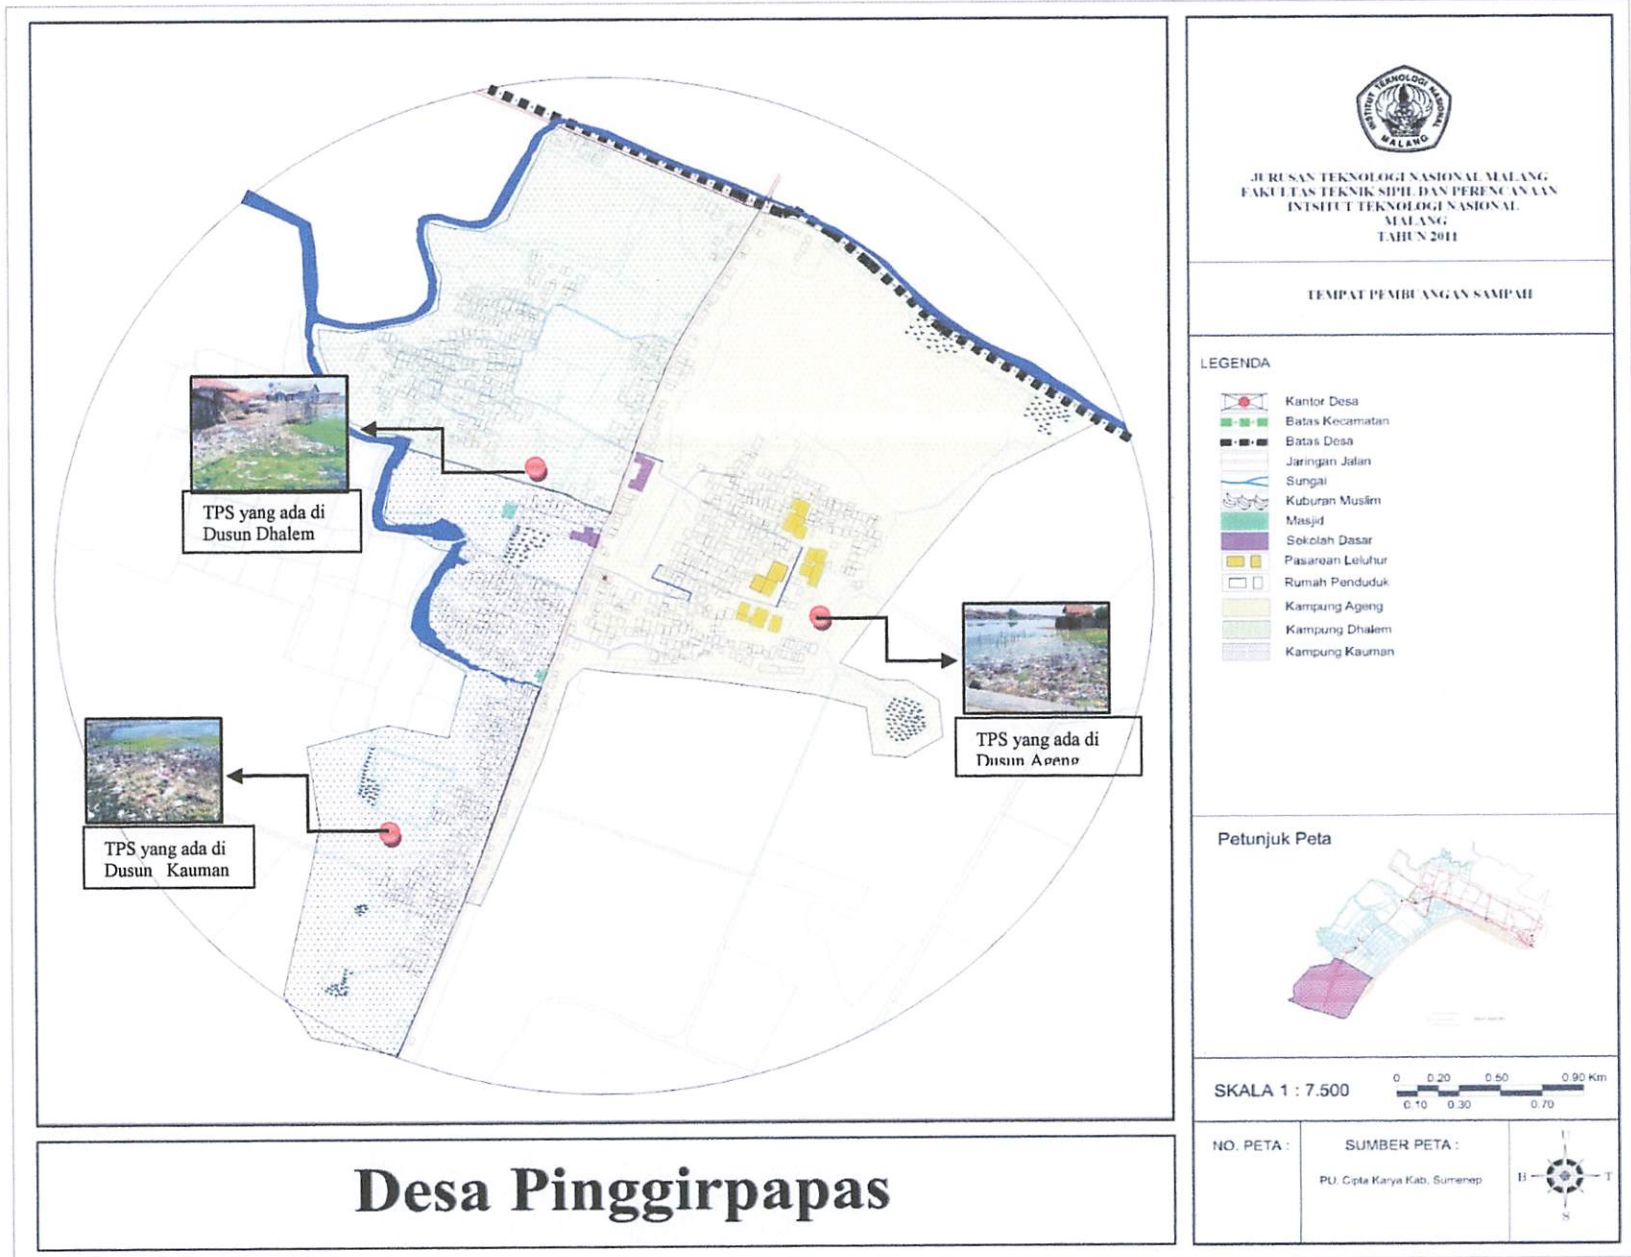 TPS yang ada di
Dusun Dhalem
TPS yang ada di
Dusun Ageng
TPS yang ada di
Dusun Kauman
Desa Pinggirpapas
INSTITUT TEKNOLOGI NASIONAL
MALANG
JURUSAN TEKNOLOGI NASIONAL MALANG
FAKULTAS TEKNIK SIPIL DAN PERENCANAAN
INTSITUT TEKNOLOGI NASIONAL
MALANG
TAHUN 2011
TEMPAT PEMBUANGAN SAMPAH
LEGENDA
Kantor Desa
Batas Kecamatan
Batas Desa
Jaringan Jalan
Sungai
Kuburan Muslim
Masjid
Sekolah Dasar
Pasarean Leluhur
Rumah Penduduk
Kampung Ageng
Kampung Dhalem
Kampung Kauman
Petunjuk Peta
SKALA 1 : 7.500
0 0.20 0.50 0.90 Km
0.10 0.30 0.70
NO. PETA :
SUMBER PETA :
PU. Cipta Karya Kab. Sumenep
U
B T
S